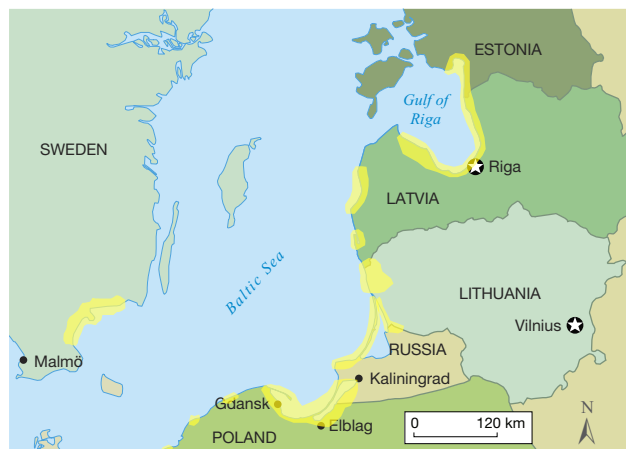 ESTONIA
Gulf of
Riga
SWEDEN
Riga
LATVIA
Baltic Sea
LITHUANIA
Vilnius
RUSSIA
Malmö
Kaliningrad
Gdansk
Elblag
POLAND
0 120 km
N